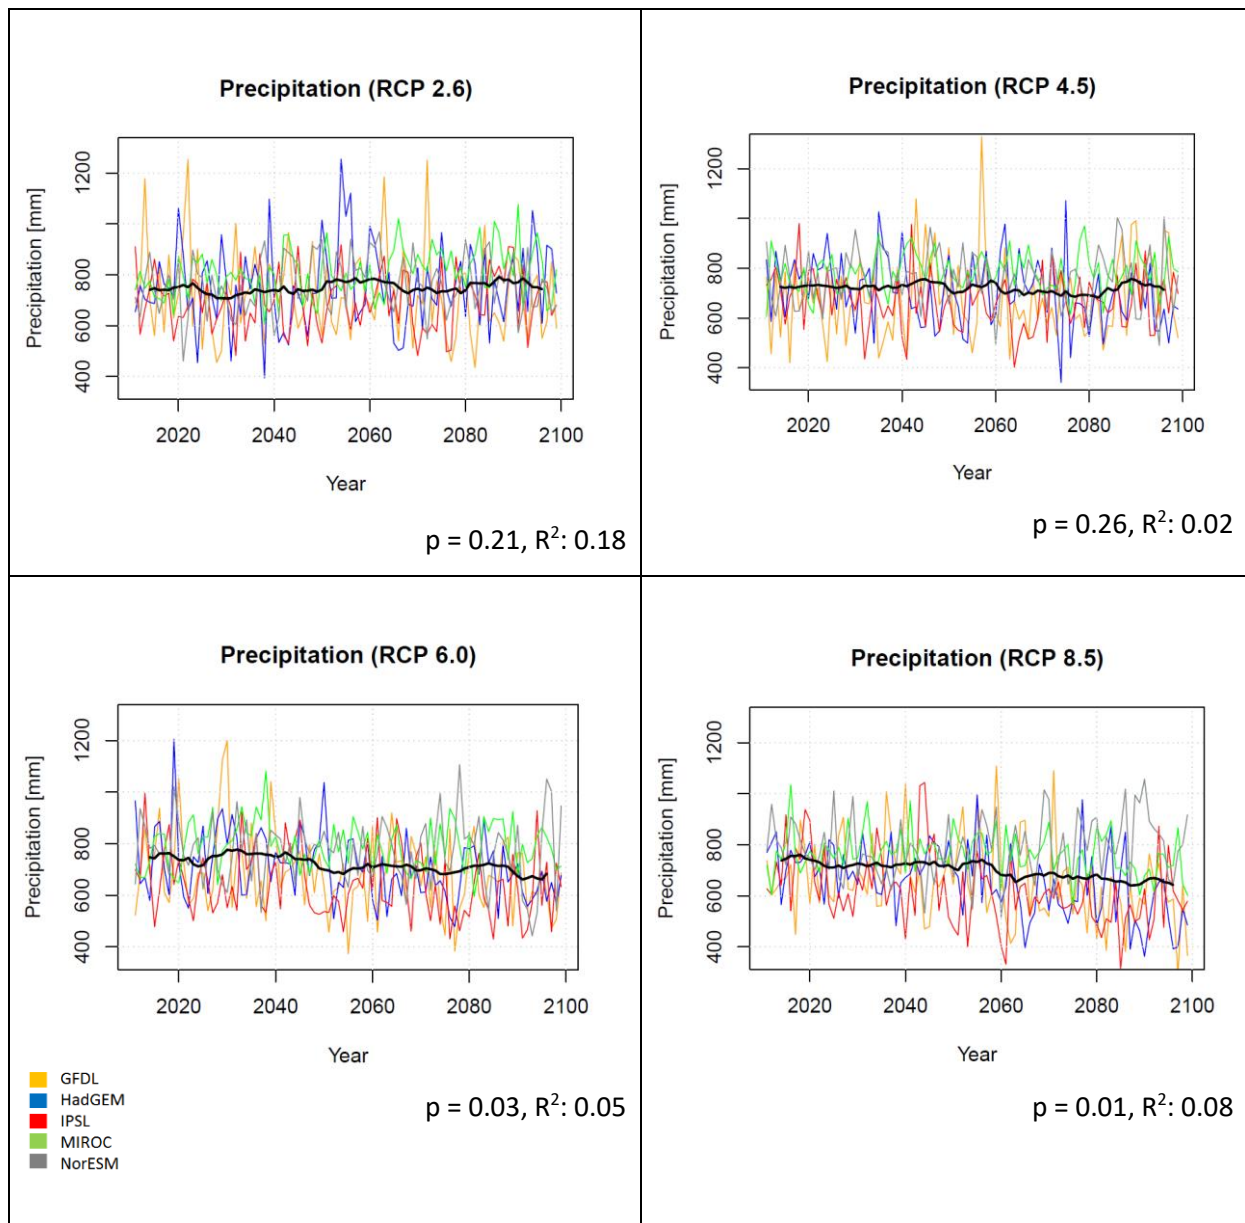 Precipitation (RCP 2.6)
Precipitation [mm]
1200
800
600
400
2020 2040 2060 2080 2100
Year
p = 0.21, R²: 0.18
Precipitation (RCP 4.5)
Precipitation [mm]
1200
800
600
400
2020 2040 2060 2080 2100
Year
p = 0.26, R²: 0.02
Precipitation (RCP 6.0)
Precipitation [mm]
1200
800
600
400
2020 2040 2060 2080 2100
Year
GFDL
HadGEM
IPSL
MIROC
NorESM
p = 0.03, R²: 0.05
Precipitation (RCP 8.5)
Precipitation [mm]
1200
800
600
400
2020 2040 2060 2080 2100
Year
p = 0.01, R²: 0.08